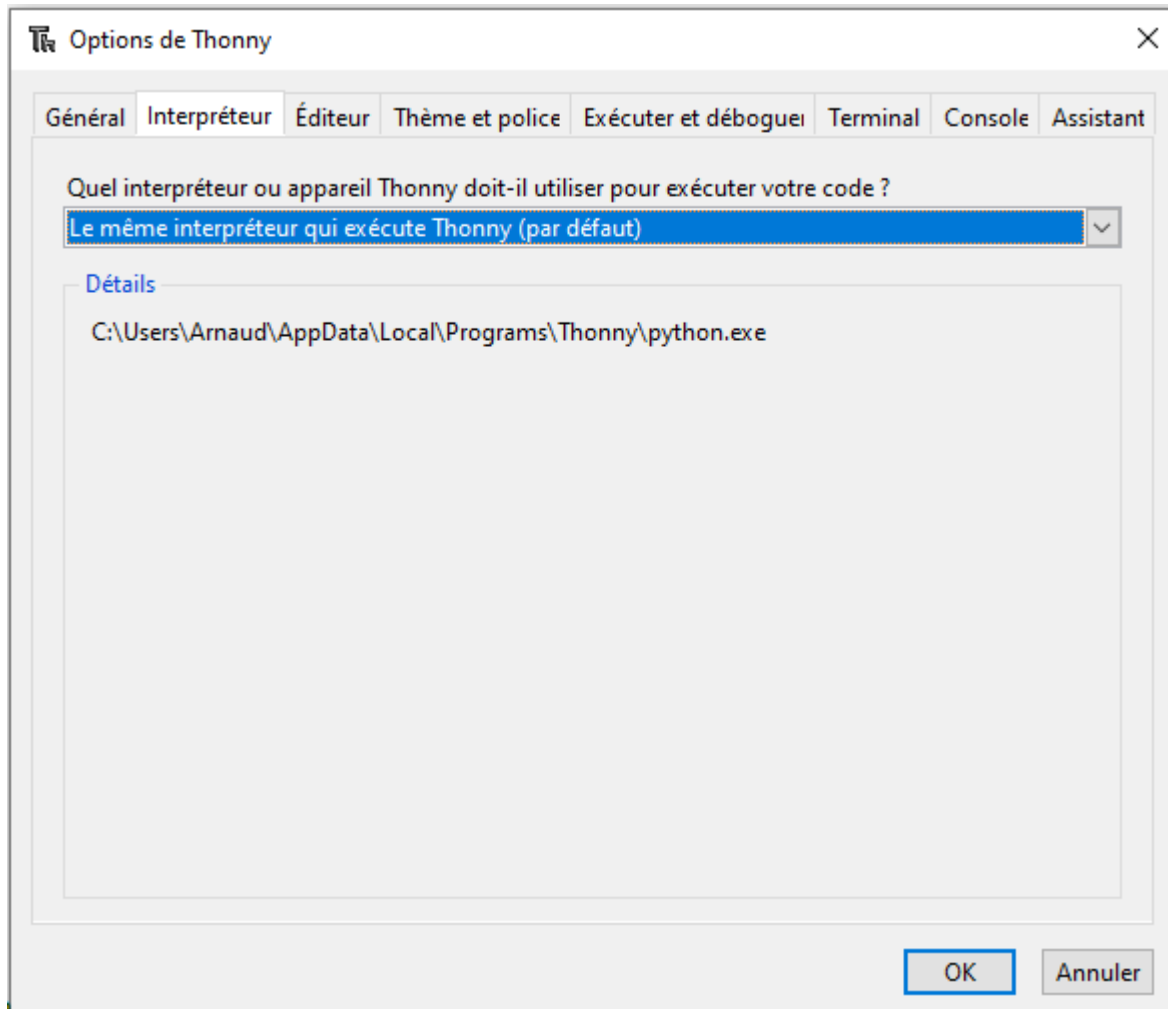 Options de Thonny
Général Interpréteur Éditeur Thème et police Exécuter et déboguer Terminal Console Assistant
Quel interpréteur ou appareil Thonny doit-il utiliser pour exécuter votre code ?
Le même interpréteur qui exécute Thonny (par défaut)
Détails
C:\Users\Arnaud\AppData\Local\Programs\Thonny\python.exe
OK Annuler